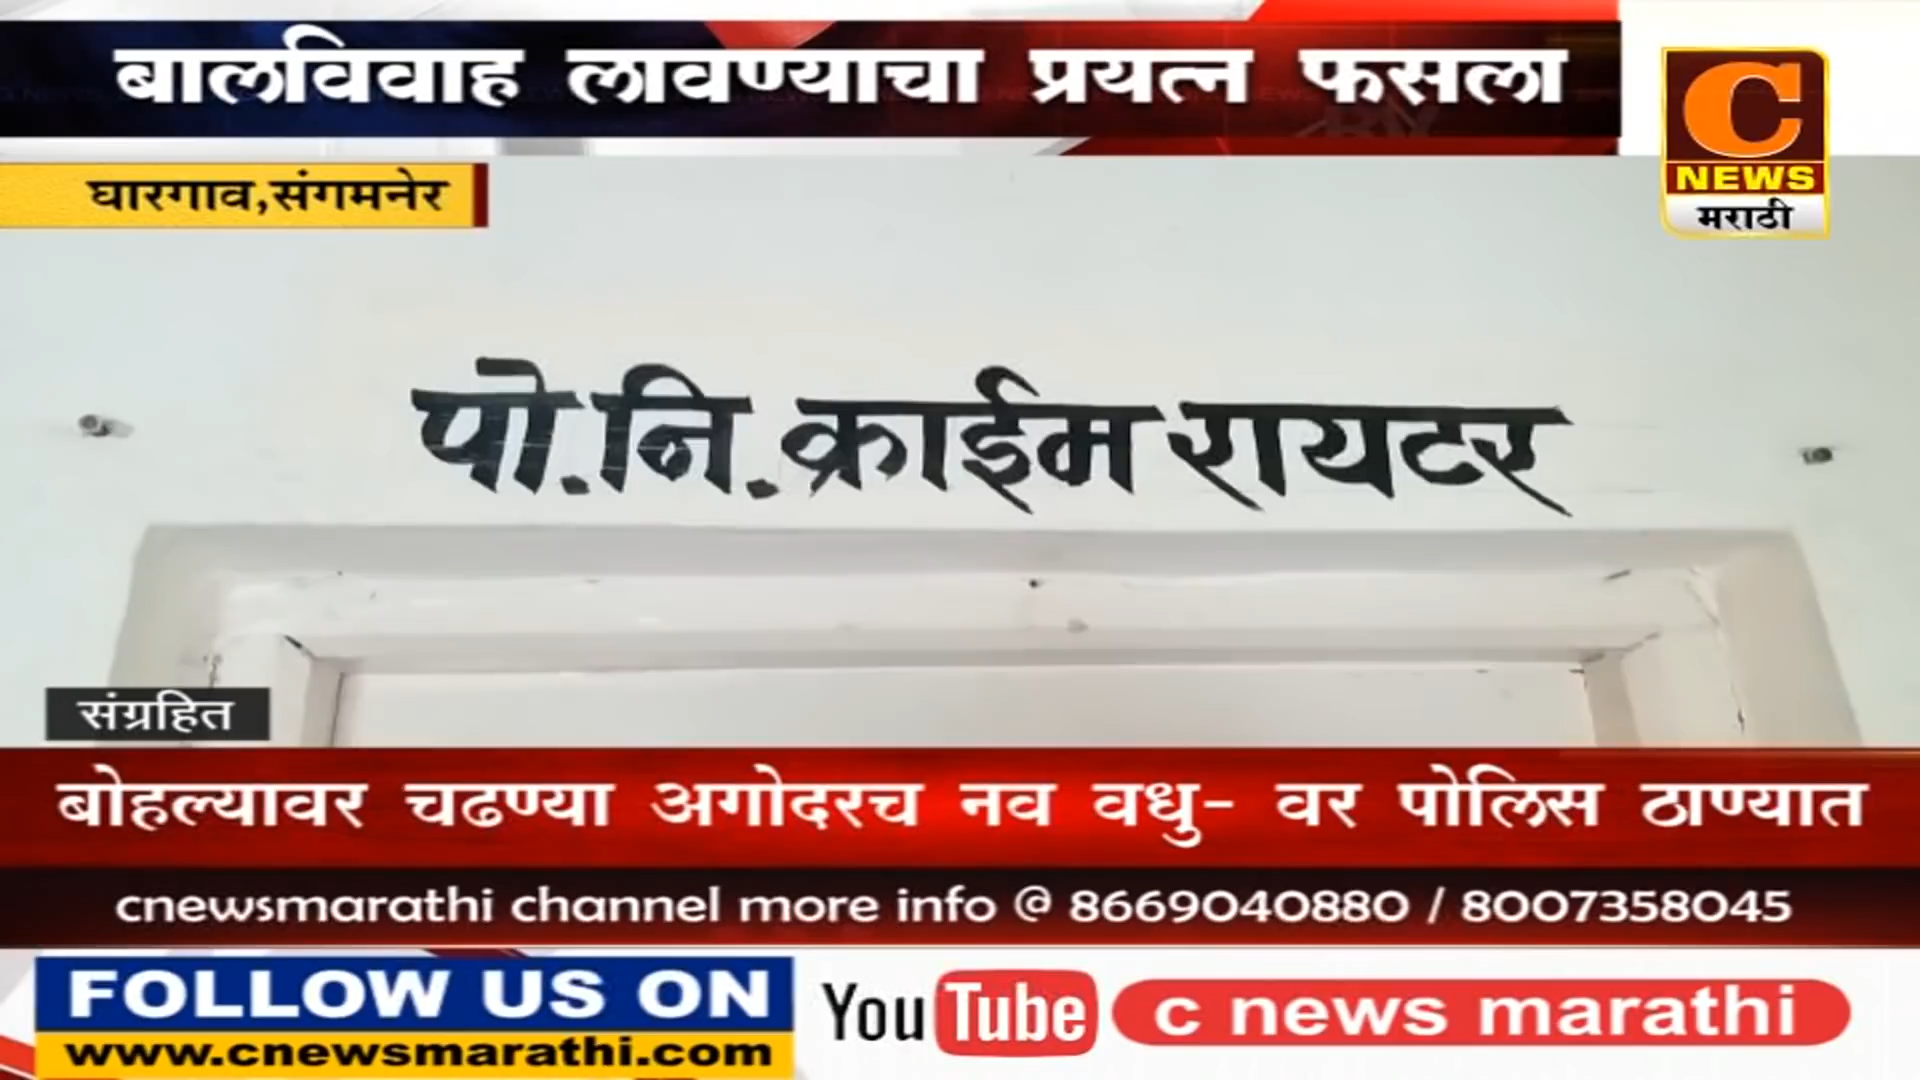 बालविवाह लावण्याचा प्रयत्न फसला
C
NEWS
मराठी
घारगाव,संगमनेर
पो.नि.क्राईम रायटर
संग्रहित
बोहल्यावर चढण्या अगोदरच नव वधु- वर पोलिस ठाण्यात
cnewsmarathi channel more info @ 8669040880 / 8007358045
FOLLOW US ON
www.cnewsmarathi.com
YouTube
c news marathi